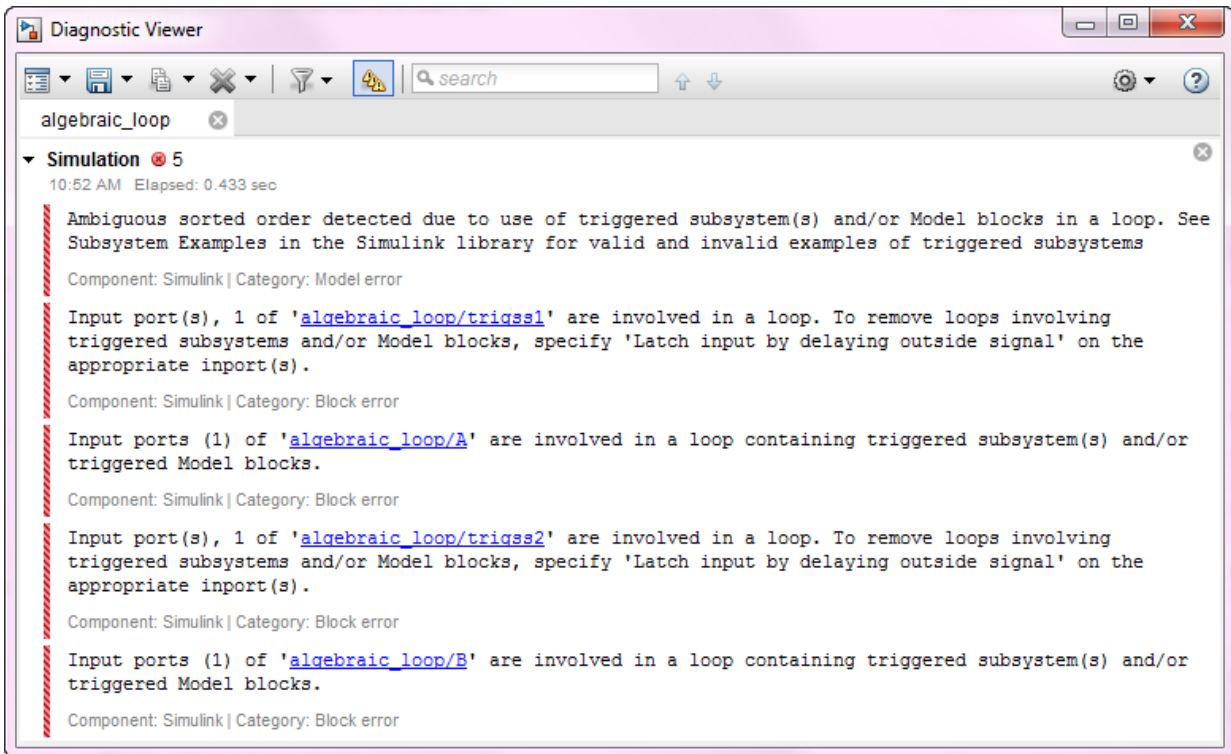 Diagnostic Viewer
search
algebraic_loop
Simulation 5
10:52 AM Elapsed: 0.433 sec
Ambiguous sorted order detected due to use of triggered subsystem(s) and/or Model blocks in a loop. See
Subsystem Examples in the Simulink library for valid and invalid examples of triggered subsystems
Component: Simulink | Category: Model error
Input port(s), 1 of 'algebraic_loop/trigss1' are involved in a loop. To remove loops involving
triggered subsystems and/or Model blocks, specify 'Latch input by delaying outside signal' on the
appropriate inport(s).
Component: Simulink | Category: Block error
Input ports (1) of 'algebraic_loop/A' are involved in a loop containing triggered subsystem(s) and/or
triggered Model blocks.
Component: Simulink | Category: Block error
Input port(s), 1 of 'algebraic_loop/trigss2' are involved in a loop. To remove loops involving
triggered subsystems and/or Model blocks, specify 'Latch input by delaying outside signal' on the
appropriate inport(s).
Component: Simulink | Category: Block error
Input ports (1) of 'algebraic_loop/B' are involved in a loop containing triggered subsystem(s) and/or
triggered Model blocks.
Component: Simulink | Category: Block error